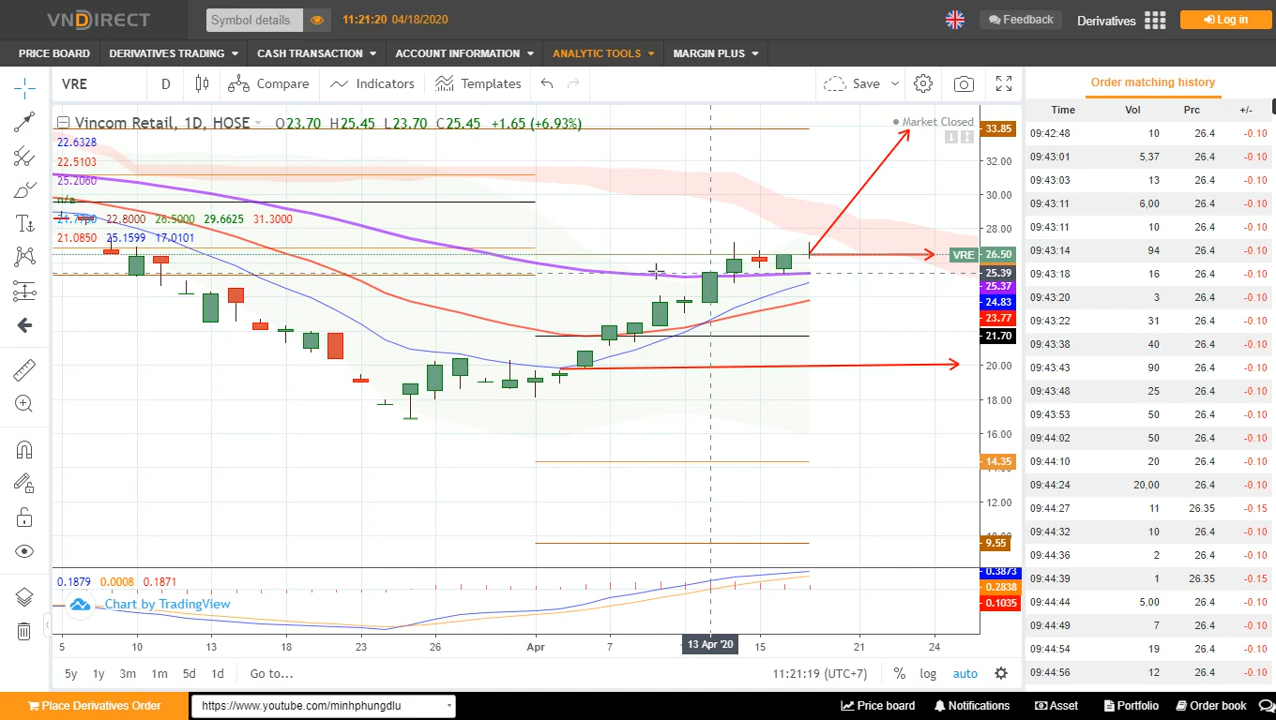 VNDIRECT
Symbol details
11:21:20 04/18/2020
Feedback
Derivatives
Log in
PRICE BOARD
DERIVATIVES TRADING
CASH TRANSACTION
ACCOUNT INFORMATION
ANALYTIC TOOLS
MARGIN PLUS
VRE
D
Compare
Indicators
Templates
Save
Order matching history
Vincom Retail, 1D, HOSE
O23.70 H25.45 L23.70 C25.45 +1.65 (+6.93%)
Market Closed
22.6328
22.5103
25.2060
n/a
22.8000 26.5000 29.6625 31.3000
21.0850 25.1599 17.0101
33.85
32.00
30.00
28.00
VRE 26.50
25.39
25.37
24.83
23.77
21.70
20.00
18.00
16.00
14.35
12.00
9.55
0.1879 0.0008 0.1871
Chart by TradingView
0.3873
0.2838
0.1035
5 10 13 18 23 26 Apr 7 13 Apr '20 15 21 24
5y 1y 3m 1m 5d 1d Go to...
11:21:19 (UTC+7) % log auto
Time Vol Prc +/-
09:42:48 10 26.4 -0.10
09:43:01 5,37 26.4 -0.10
09:43:03 13 26.4 -0.10
09:43:11 6,00 26.4 -0.10
09:43:11 10 26.4 -0.10
09:43:14 94 26.4 -0.10
09:43:18 16 26.4 -0.10
09:43:20 3 26.4 -0.10
09:43:22 31 26.4 -0.10
09:43:38 40 26.4 -0.10
09:43:43 90 26.4 -0.10
09:43:48 25 26.4 -0.10
09:43:53 50 26.4 -0.10
09:44:02 50 26.4 -0.10
09:44:10 20 26.4 -0.10
09:44:24 20,00 26.4 -0.10
09:44:27 11 26.35 -0.15
09:44:32 10 26.4 -0.10
09:44:36 2 26.4 -0.10
09:44:39 1 26.35 -0.15
09:44:44 5,00 26.4 -0.10
09:44:49 7 26.4 -0.10
09:44:54 19 26.4 -0.10
09:44:56 12 26.4 -0.10
Place Derivatives Order
https://www.youtube.com/minhphungdlu
Price board
Notifications
Asset
Portfolio
Order book